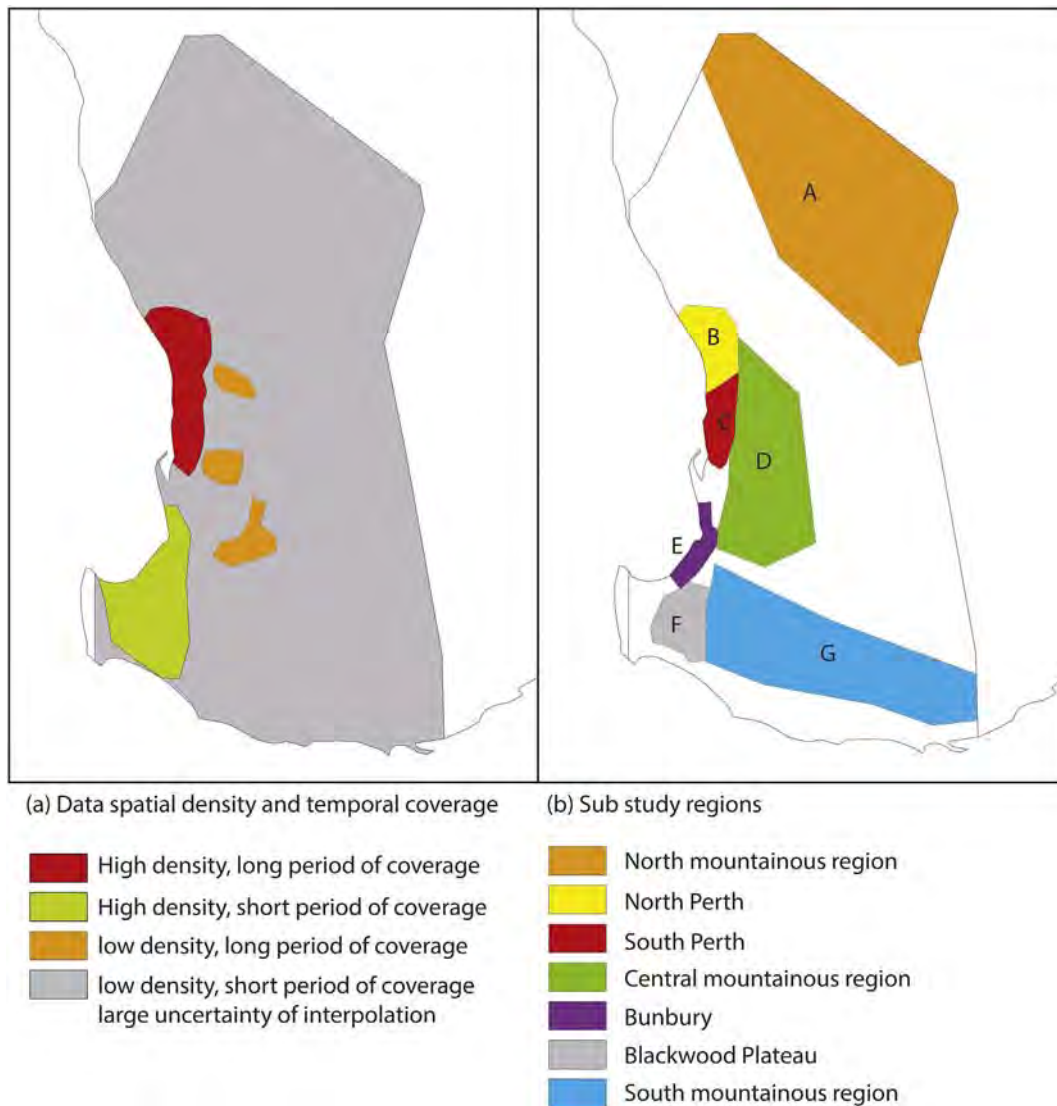 A
B
C
D
E
F
G
(a) Data spatial density and temporal coverage
High density, long period of coverage
High density, short period of coverage
low density, long period of coverage
low density, short period of coverage
large uncertainty of interpolation
(b) Sub study regions
North mountainous region
North Perth
South Perth
Central mountainous region
Bunbury
Blackwood Plateau
South mountainous region